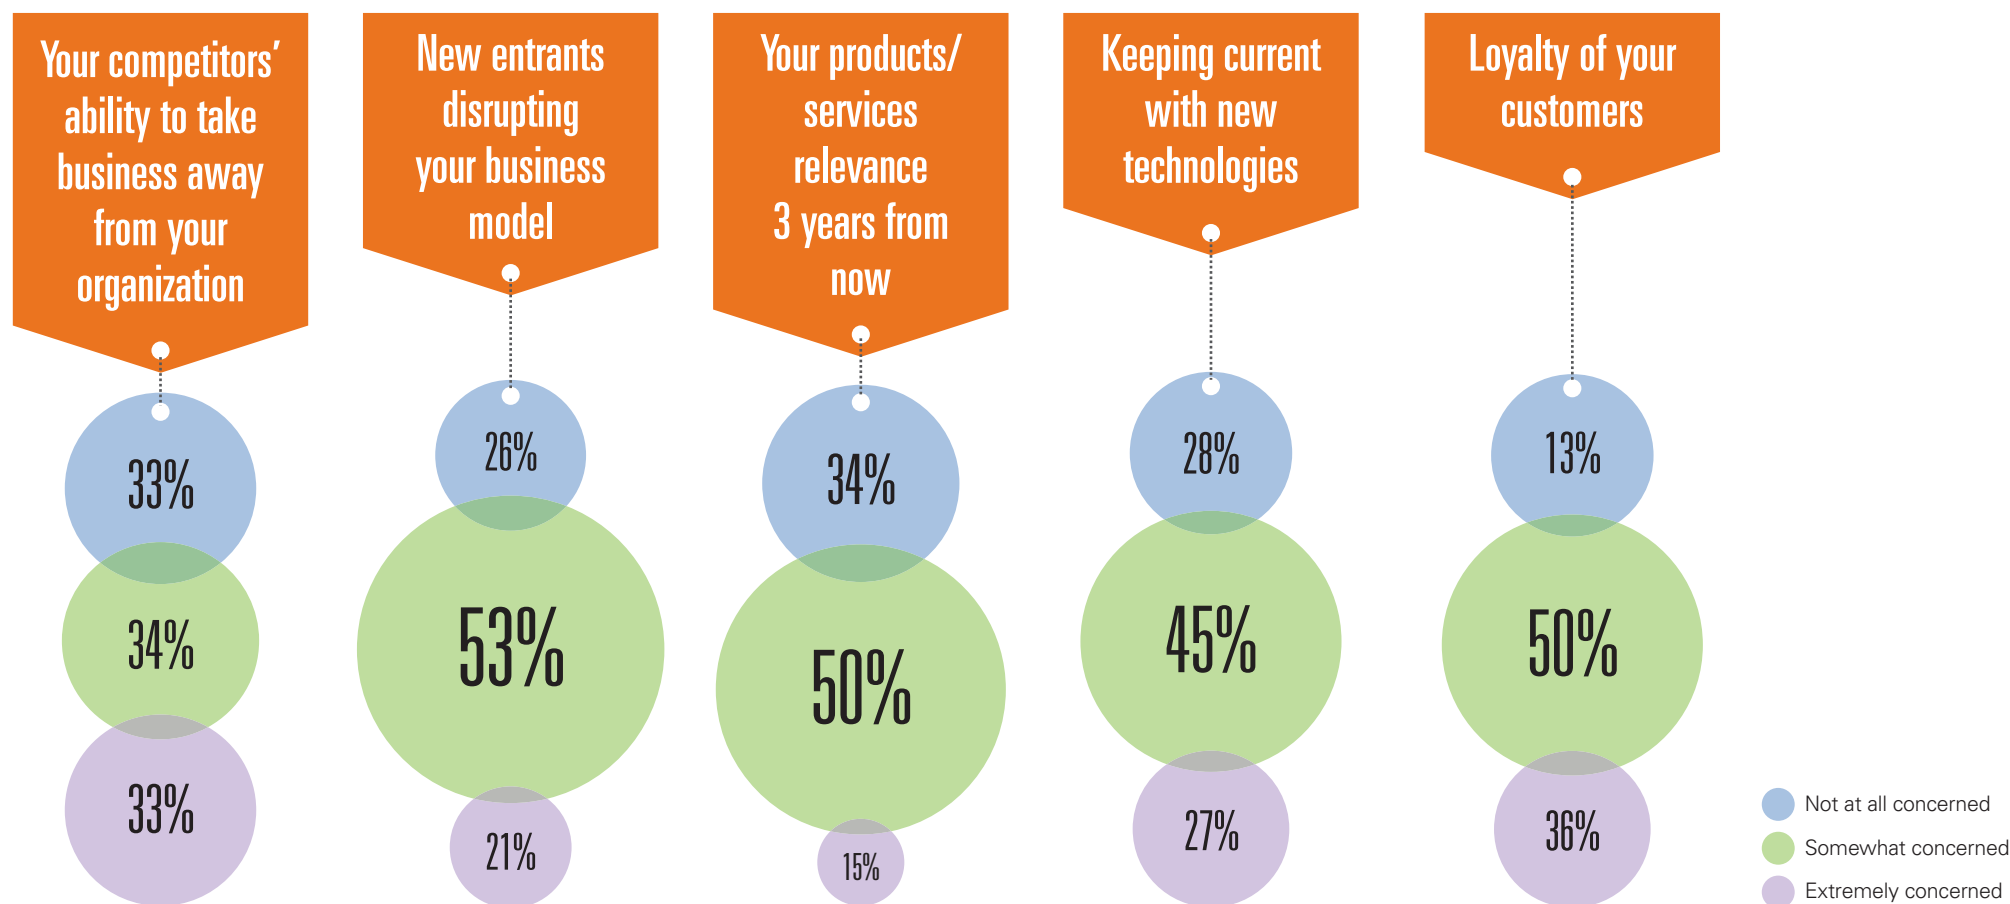 Your competitors’
ability to take
business away
from your
organization
33%
34%
33%
New entrants
disrupting
your business
model
26%
53%
21%
Your products/
services
relevance
3 years from
now
34%
50%
15%
Keeping current
with new
technologies
28%
45%
27%
Loyalty of your
customers
13%
50%
36%
Not at all concerned
Somewhat concerned
Extremely concerned